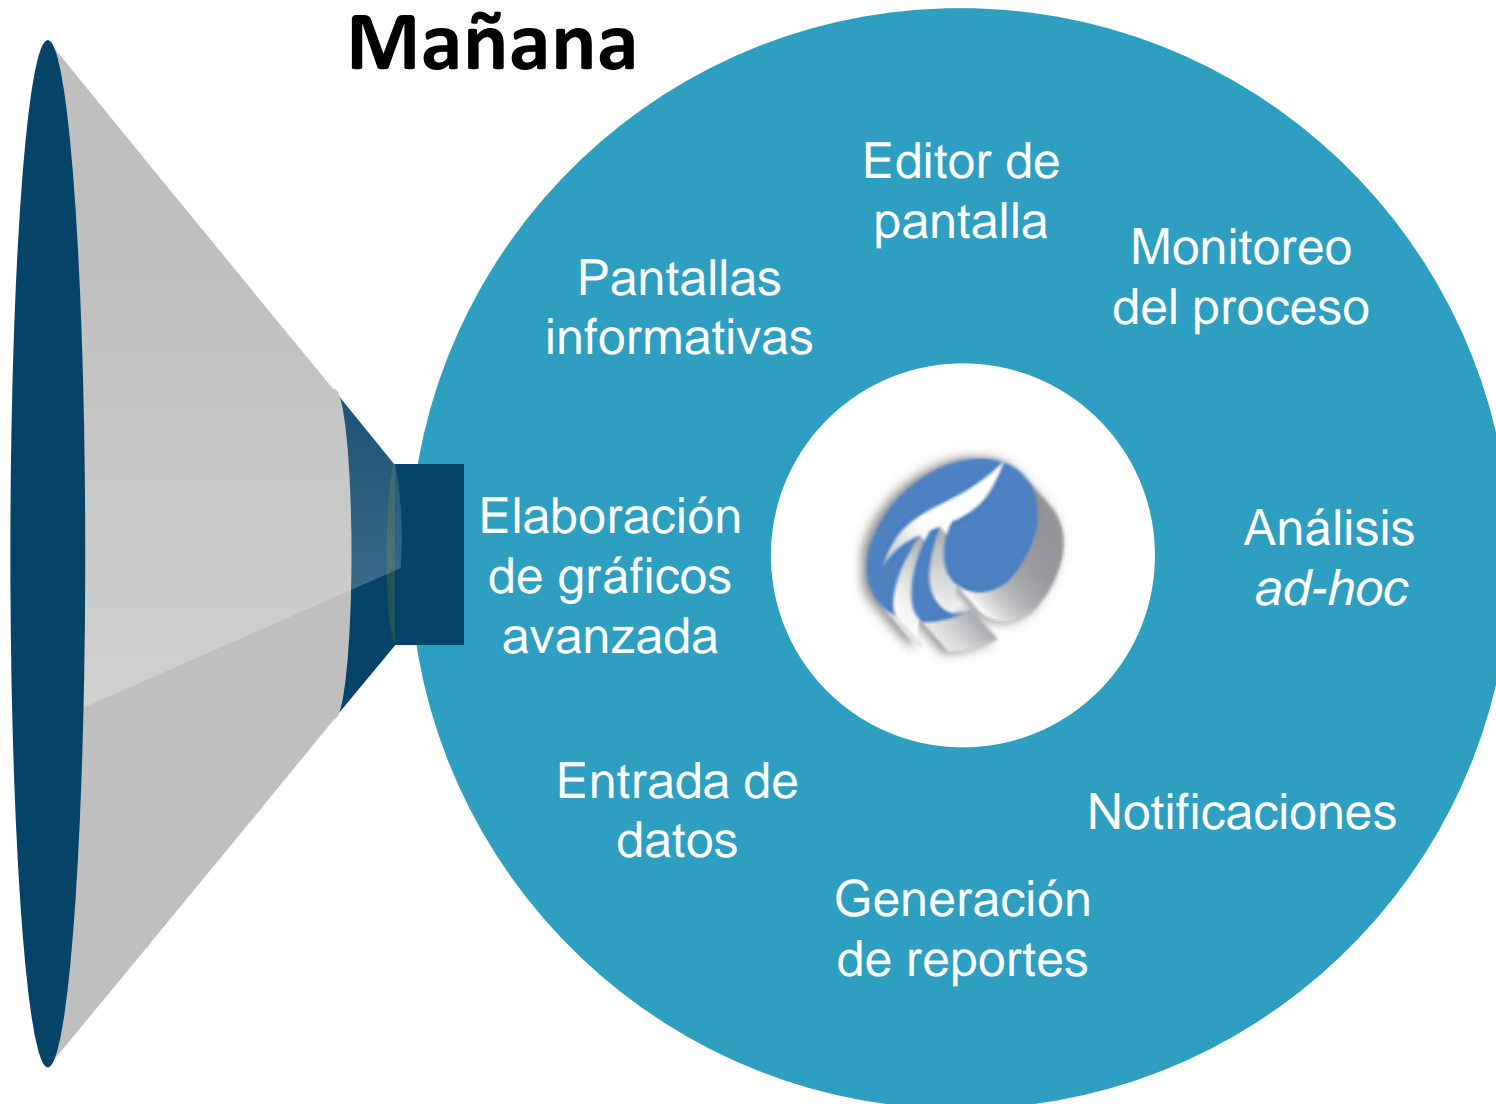 Mañana
Editor de
pantalla
Monitoreo
del proceso
Pantallas
informativas
Elaboración
de gráficos
avanzada
Análisis
ad-hoc
Entrada de
datos
Notificaciones
Generación
de reportes